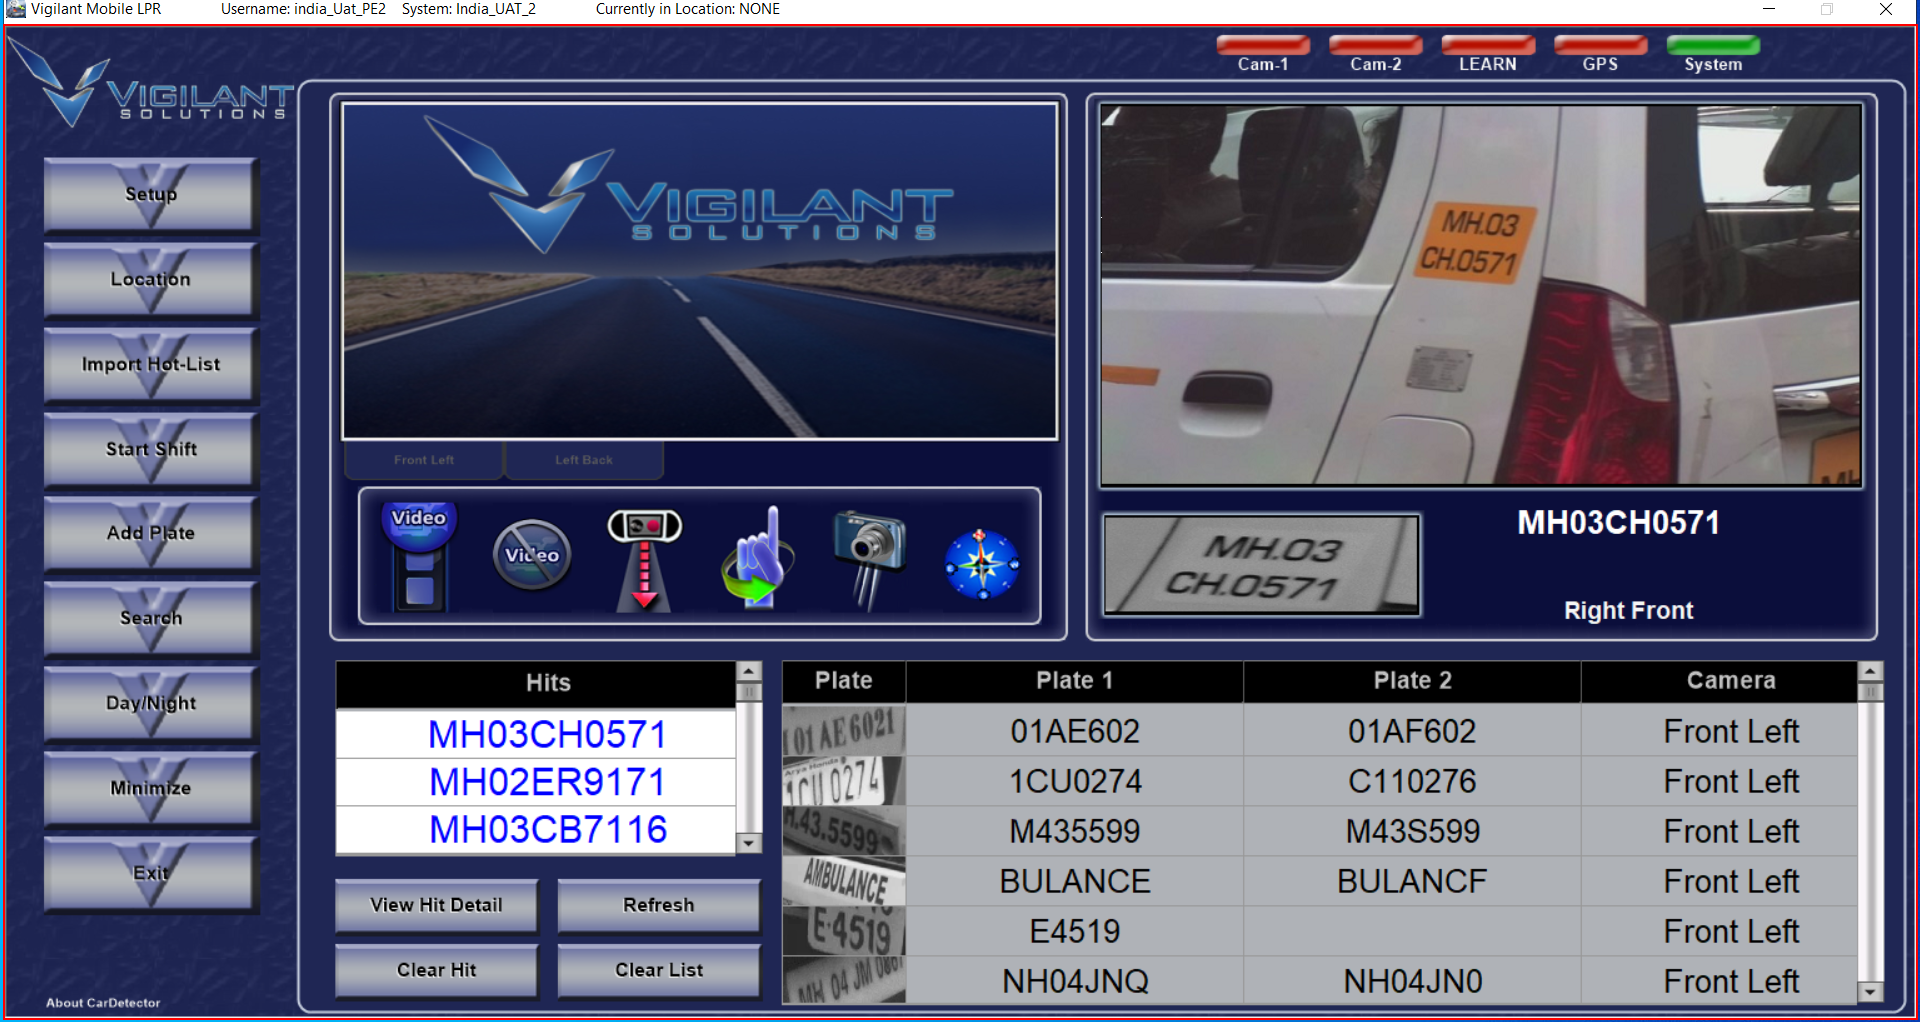 Vigilant Mobile LPR Username: india_Uat_PE2 System: India_UAT_2 Currently in Location: NONE
Cam-1 Cam-2 LEARN GPS System
VIGILANT
SOLUTIONS
Setup
Location
Import Hot-List
Start Shift
Add Plate
Search
Day/Night
Minimize
Exit
About CarDetector
VIGILANT
SOLUTIONS
Front Left Left Back
Video
Video
MH.03
CH.0571
MH
MH.03
CH.0571
MH03CH0571
Right Front
Hits
MH03CH0571
MH02ER9171
MH03CB7116
View Hit Detail Refresh
Clear Hit Clear List
Plate Plate 1 Plate 2 Camera
101 AE 6021 01AE602 01AF602 Front Left
Arya Honda
1CU 0274 1CU0274 C110276 Front Left
H.43.5599 M435599 M43S599 Front Left
AMBULANCE BULANCE BULANCF Front Left
E-4519 E4519 Front Left
MH 04 JM NH04JNQ NH04JN0 Front Left